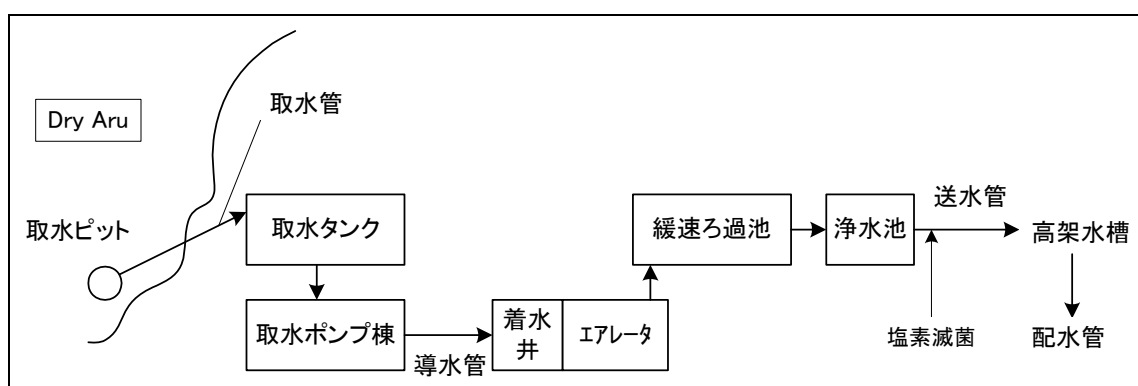 Dry Aru
取水管
取水ピット
取水タンク
取水ポンプ棟
導水管
着水
井
エアレータ
緩速ろ過池
浄水池
送水管
塩素滅菌
高架水槽
配水管